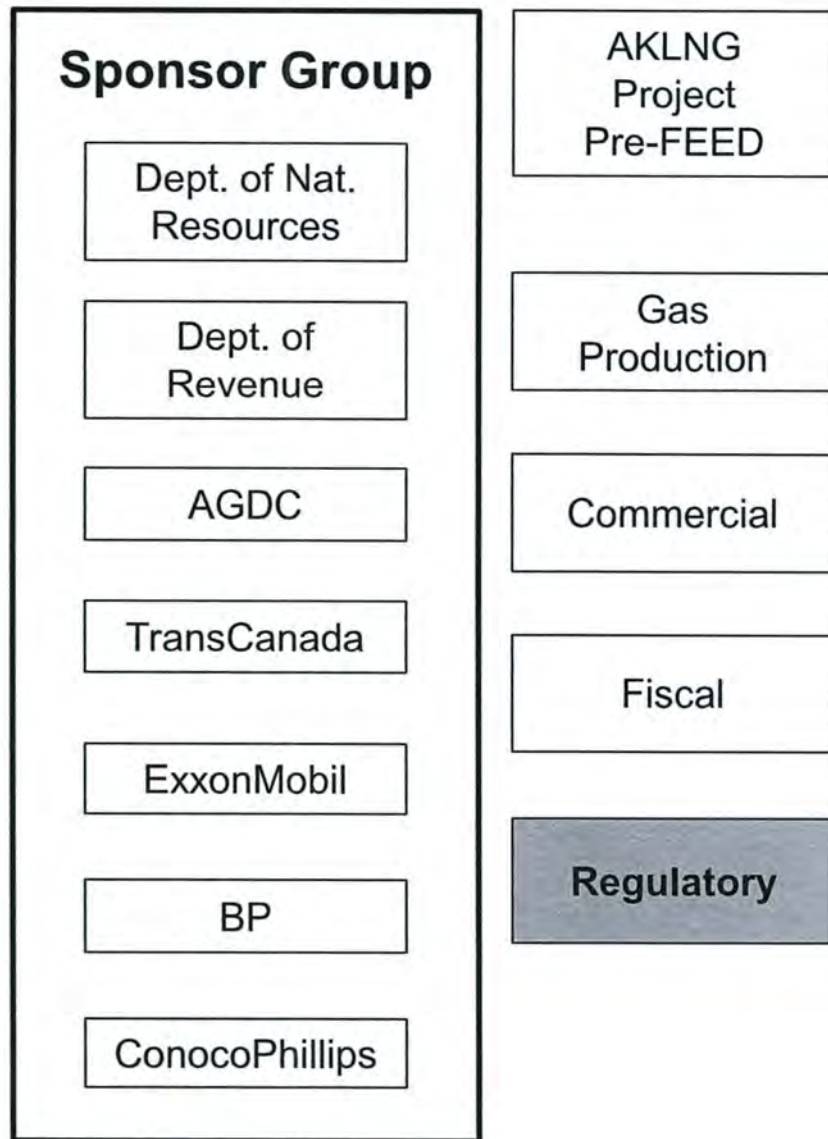 Sponsor Group
Dept. of Nat.
Resources
Dept. of
Revenue
AGDC
TransCanada
ExxonMobil
BP
ConocoPhillips
AKLNG
Project
Pre-FEED
Gas
Production
Commercial
Fiscal
Regulatory